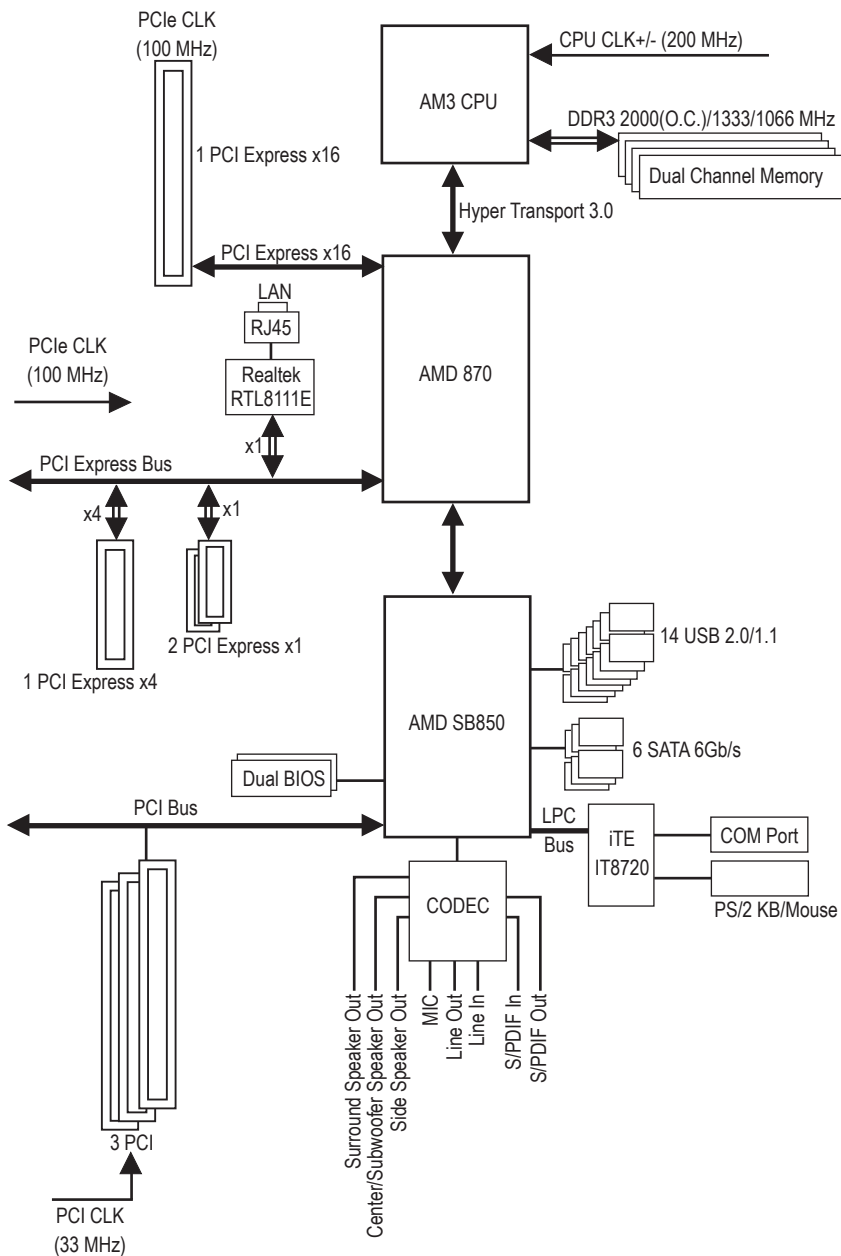 PCIe CLK
(100 MHz)
CPU CLK+/- (200 MHz)
AM3 CPU
DDR3 2000(O.C.)/1333/1066 MHz
1 PCI Express x16
Dual Channel Memory
Hyper Transport 3.0
PCI Express x16
LAN
RJ45
PCIe CLK
(100 MHz)
Realtek
RTL8111E
AMD 870
x1
PCI Express Bus
x4
x1
2 PCI Express x1
1 PCI Express x4
14 USB 2.0/1.1
AMD SB850
6 SATA 6Gb/s
Dual BIOS
PCI Bus
LPC
Bus
iTE
IT8720
COM Port
PS/2 KB/Mouse
CODEC
Surround Speaker Out
Center/Subwoofer Speaker Out
Side Speaker Out
MIC
Line Out
Line In
S/PDIF In
S/PDIF Out
3 PCI
PCI CLK
(33 MHz)